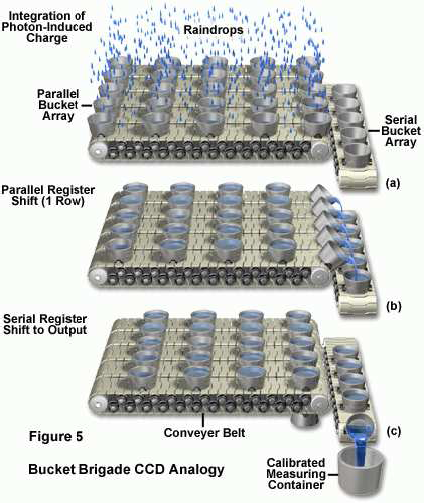 Integration of
Photon-Induced
Charge
Raindrops
Parallel
Bucket
Array
Serial
Bucket
Array
(a)
Parallel Register
Shift (1 Row)
(b)
Serial Register
Shift to Output
(c)
Figure 5
Conveyer Belt
Bucket Brigade CCD Analogy
Calibrated
Measuring
Container